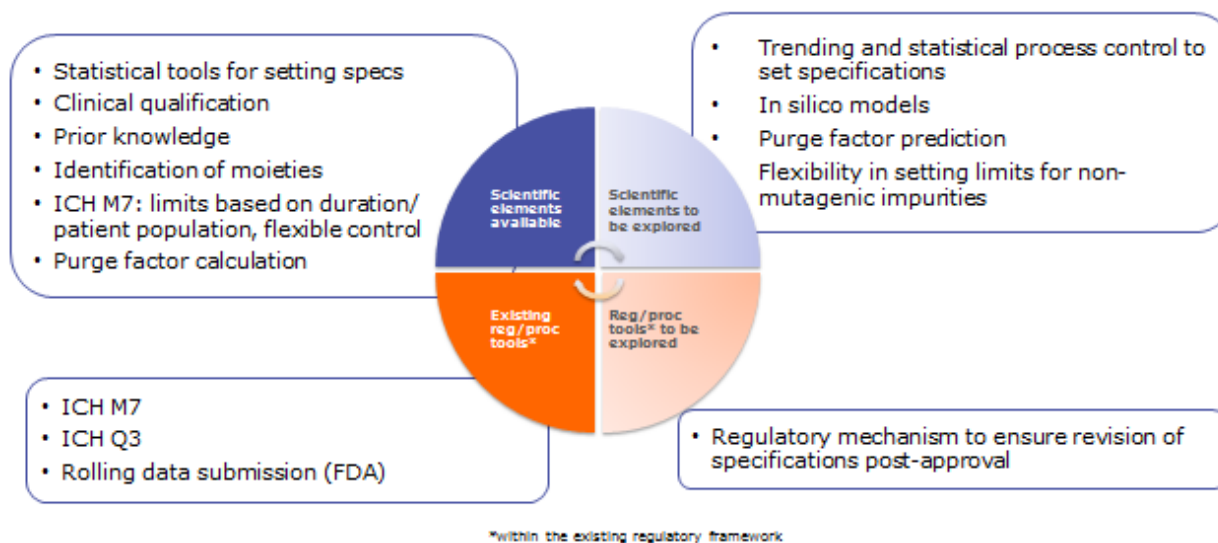 • Statistical tools for setting specs
• Clinical qualification
• Prior knowledge
• Identification of moieties
• ICH M7: limits based on duration/
patient population, flexible control
• Purge factor calculation
• Trending and statistical process control to
set specifications
• In silico models
• Purge factor prediction
Flexibility in setting limits for non-
mutagenic impurities
Scientific
elements
available
Scientific
elements to
be explored
Existing
reg/proc
tools*
Reg/proc
tools* to be
explored
• ICH M7
• ICH Q3
• Rolling data submission (FDA)
• Regulatory mechanism to ensure revision of
specifications post-approval
*within the existing regulatory framework